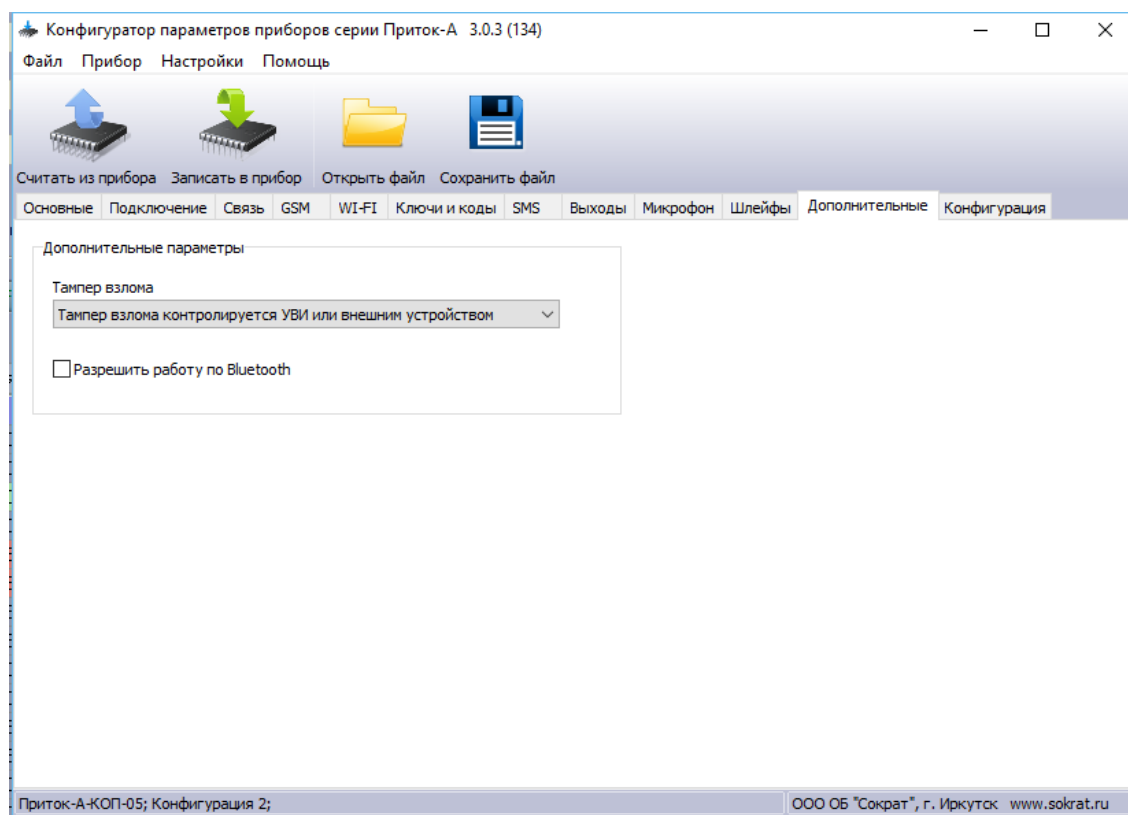 Конфигуратор параметров приборов серии Приток-А 3.0.3 (134)
Файл Прибор Настройки Помощь
Считать из прибора Записать в прибор Открыть файл Сохранить файл
Основные Подключение Связь GSM WI-FI Ключи и коды SMS Выходы Микрофон Шлейфы Дополнительные Конфигурация
Дополнительные параметры
Тампер взлома
Тампер взлома контролируется УВИ или внешним устройством
Разрешить работу по Bluetooth
Приток-А-КОП-05; Конфигурация 2; ООО ОБ "Сократ", г. Иркутск www.sokrat.ru